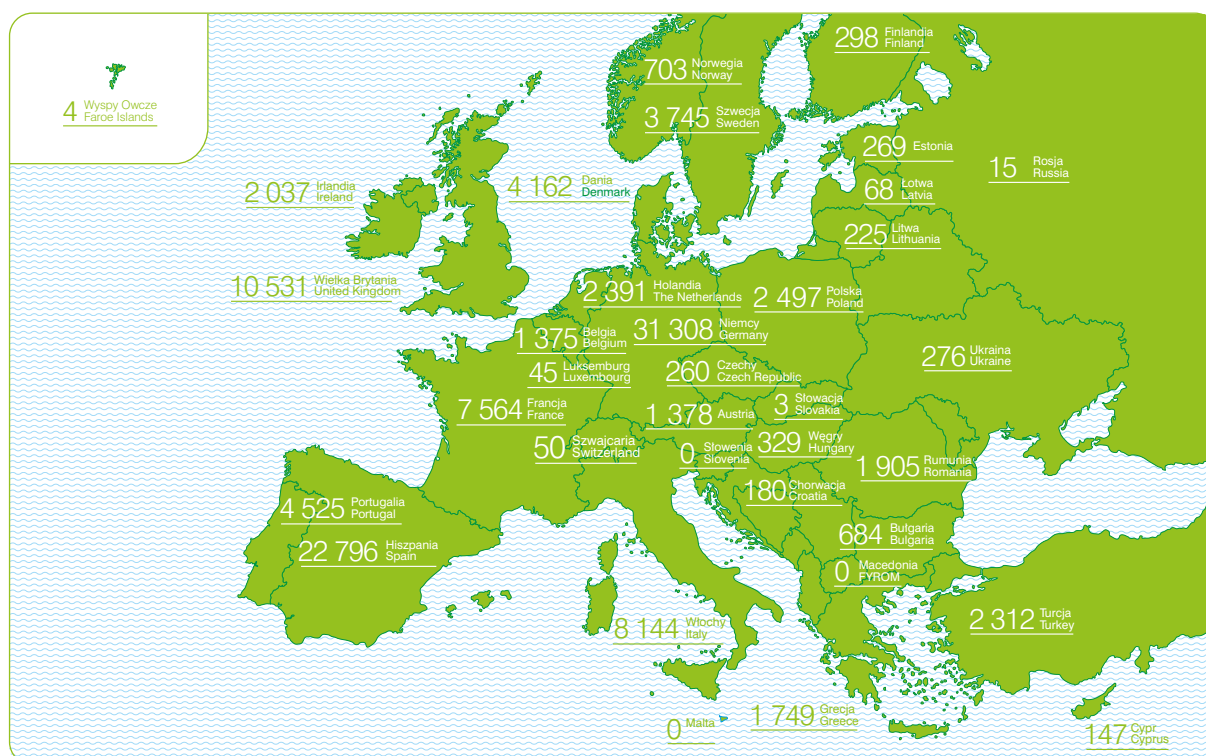 298 Finlandia
Finland
703 Norwegia
Norway
4 Wyspy Owcze
Faroe Islands
3 745 Szwecja
Sweden
269 Estonia
15 Rosja
Russia
2 037 Irlandia
Ireland
4 162 Dania
Denmark
68 Łotwa
Latvia
225 Litwa
Lithuania
10 531 Wielka Brytania
United Kingdom
2 391 Holandia
The Netherlands
2 497 Polska
Poland
1 375 Belgia
Belgium
31 308 Niemcy
Germany
276 Ukraina
Ukraine
45 Luksemburg
Luxembourg
260 Czechy
Czech Republic
7 564 Francja
France
1 378 Austria
3 Słowacja
Slovakia
50 Szwajcaria
Switzerland
0 Słowenia
Slovenia
329 Węgry
Hungary
1 905 Rumunia
Romania
180 Chorwacja
Croatia
4 525 Portugalia
Portugal
684 Bułgaria
Bulgaria
22 796 Hiszpania
Spain
0 Macedonia
FYROM
8 144 Włochy
Italy
2 312 Turcja
Turkey
0 Malta
1 749 Grecja
Greece
147 Cypr
Cyprus